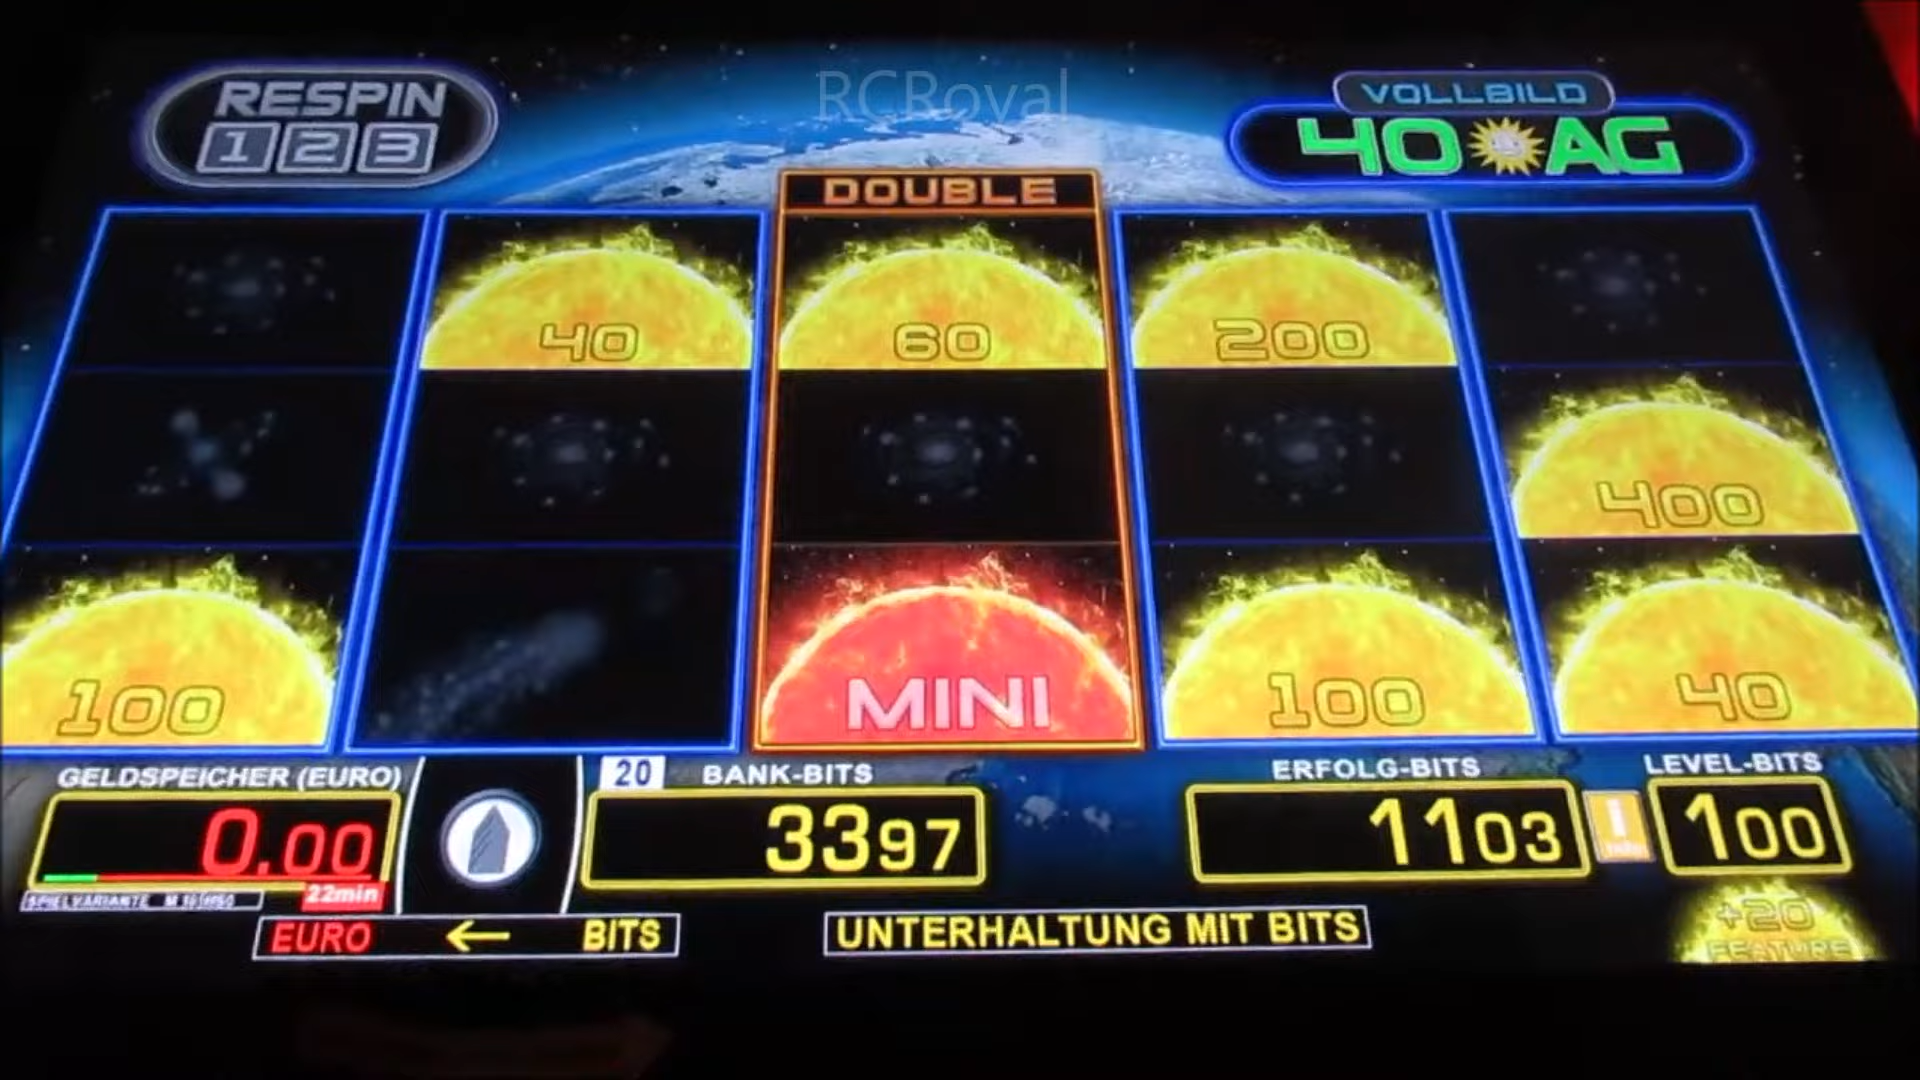 RCRoyal
RESPIN
1 2 3
VOLLBILD
40 AG
DOUBLE
40
60
200
400
100
MINI
100
40
GELDSPEICHER (EURO)
20
BANK-BITS
ERFOLG-BITS
LEVEL-BITS
0.00
3397
1103
100
22min
SPIELVARIANTE
EURO ← BITS
UNTERHALTUNG MIT BITS
+20
FEATURE